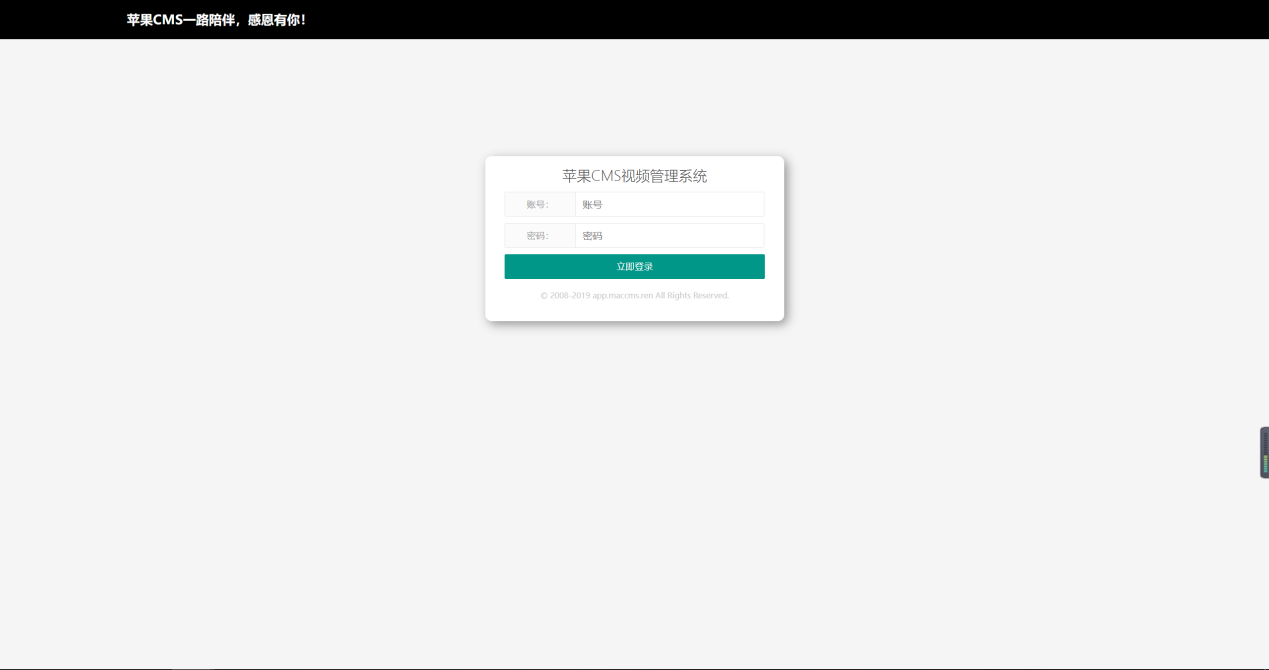 苹果CMS一路陪伴，感恩有你！
苹果CMS视频管理系统
账号： 账号
密码： 密码
立即登录
© 2008-2019 app.maccms.ren All Rights Reserved.